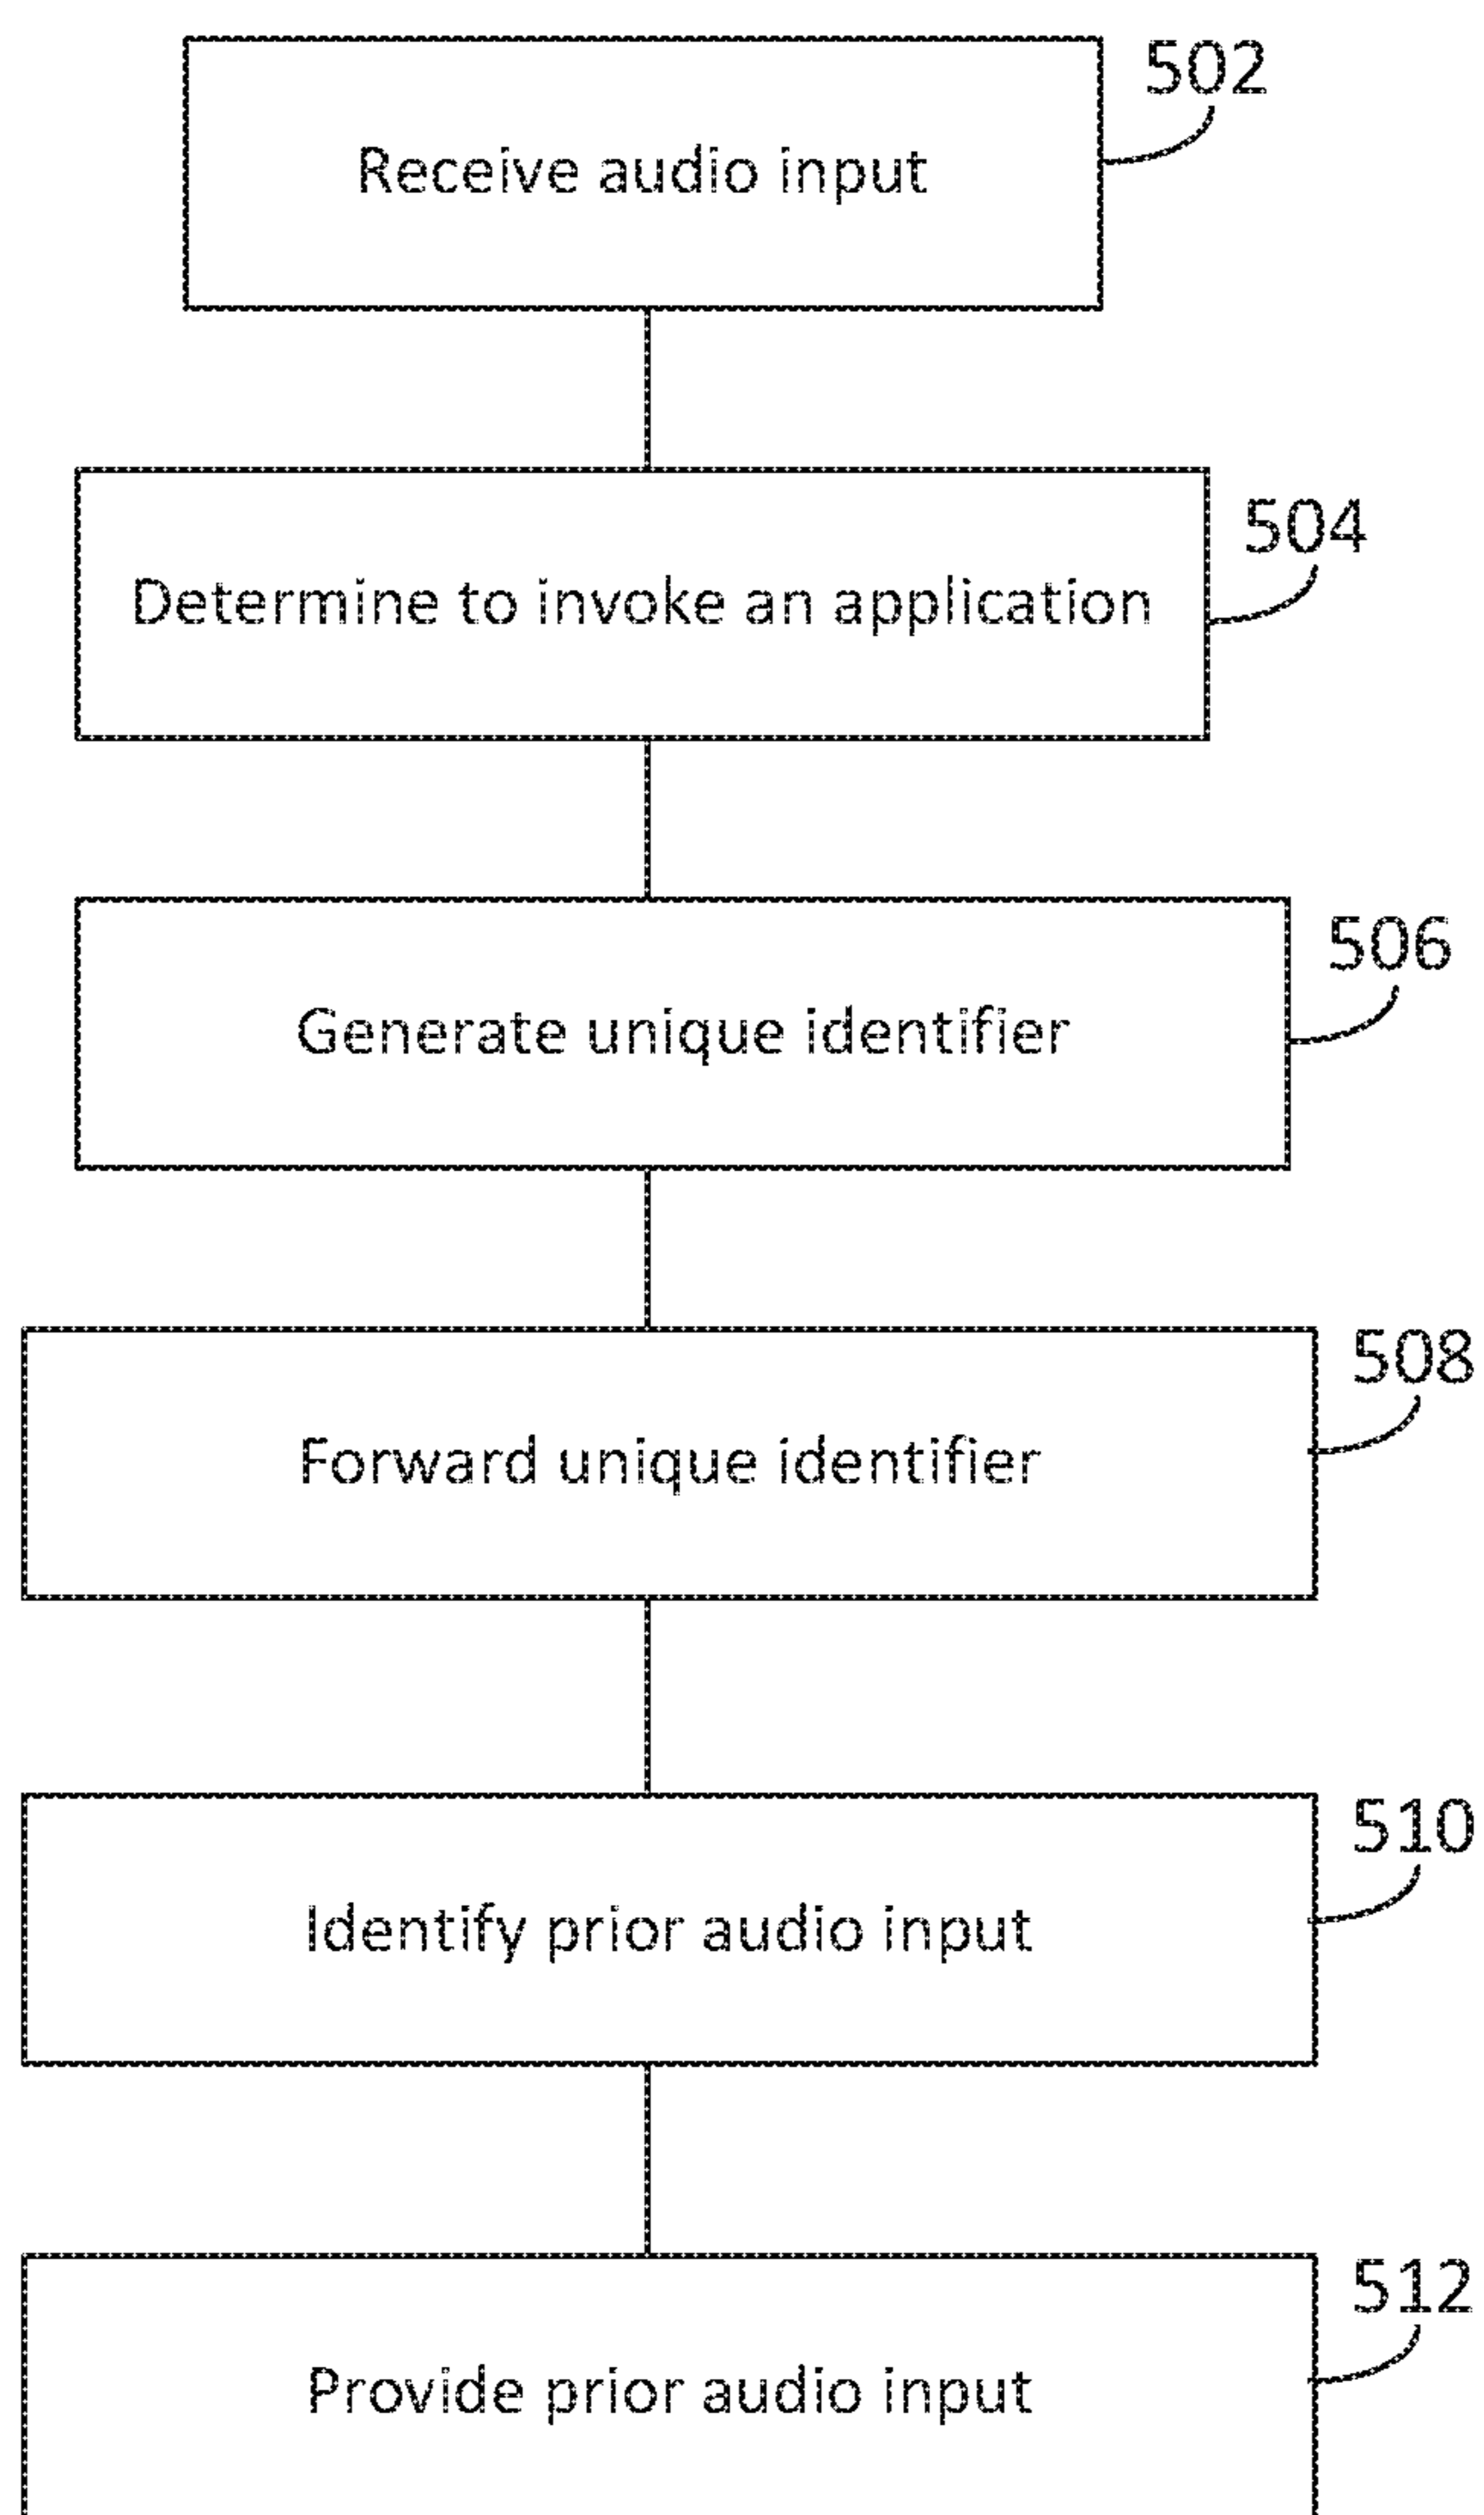 502
Receive audio input
504
Determine to invoke an application
506
Generate unique identifier
508
Forward unique identifier
510
Identify prior audio input
512
Provide prior audio input